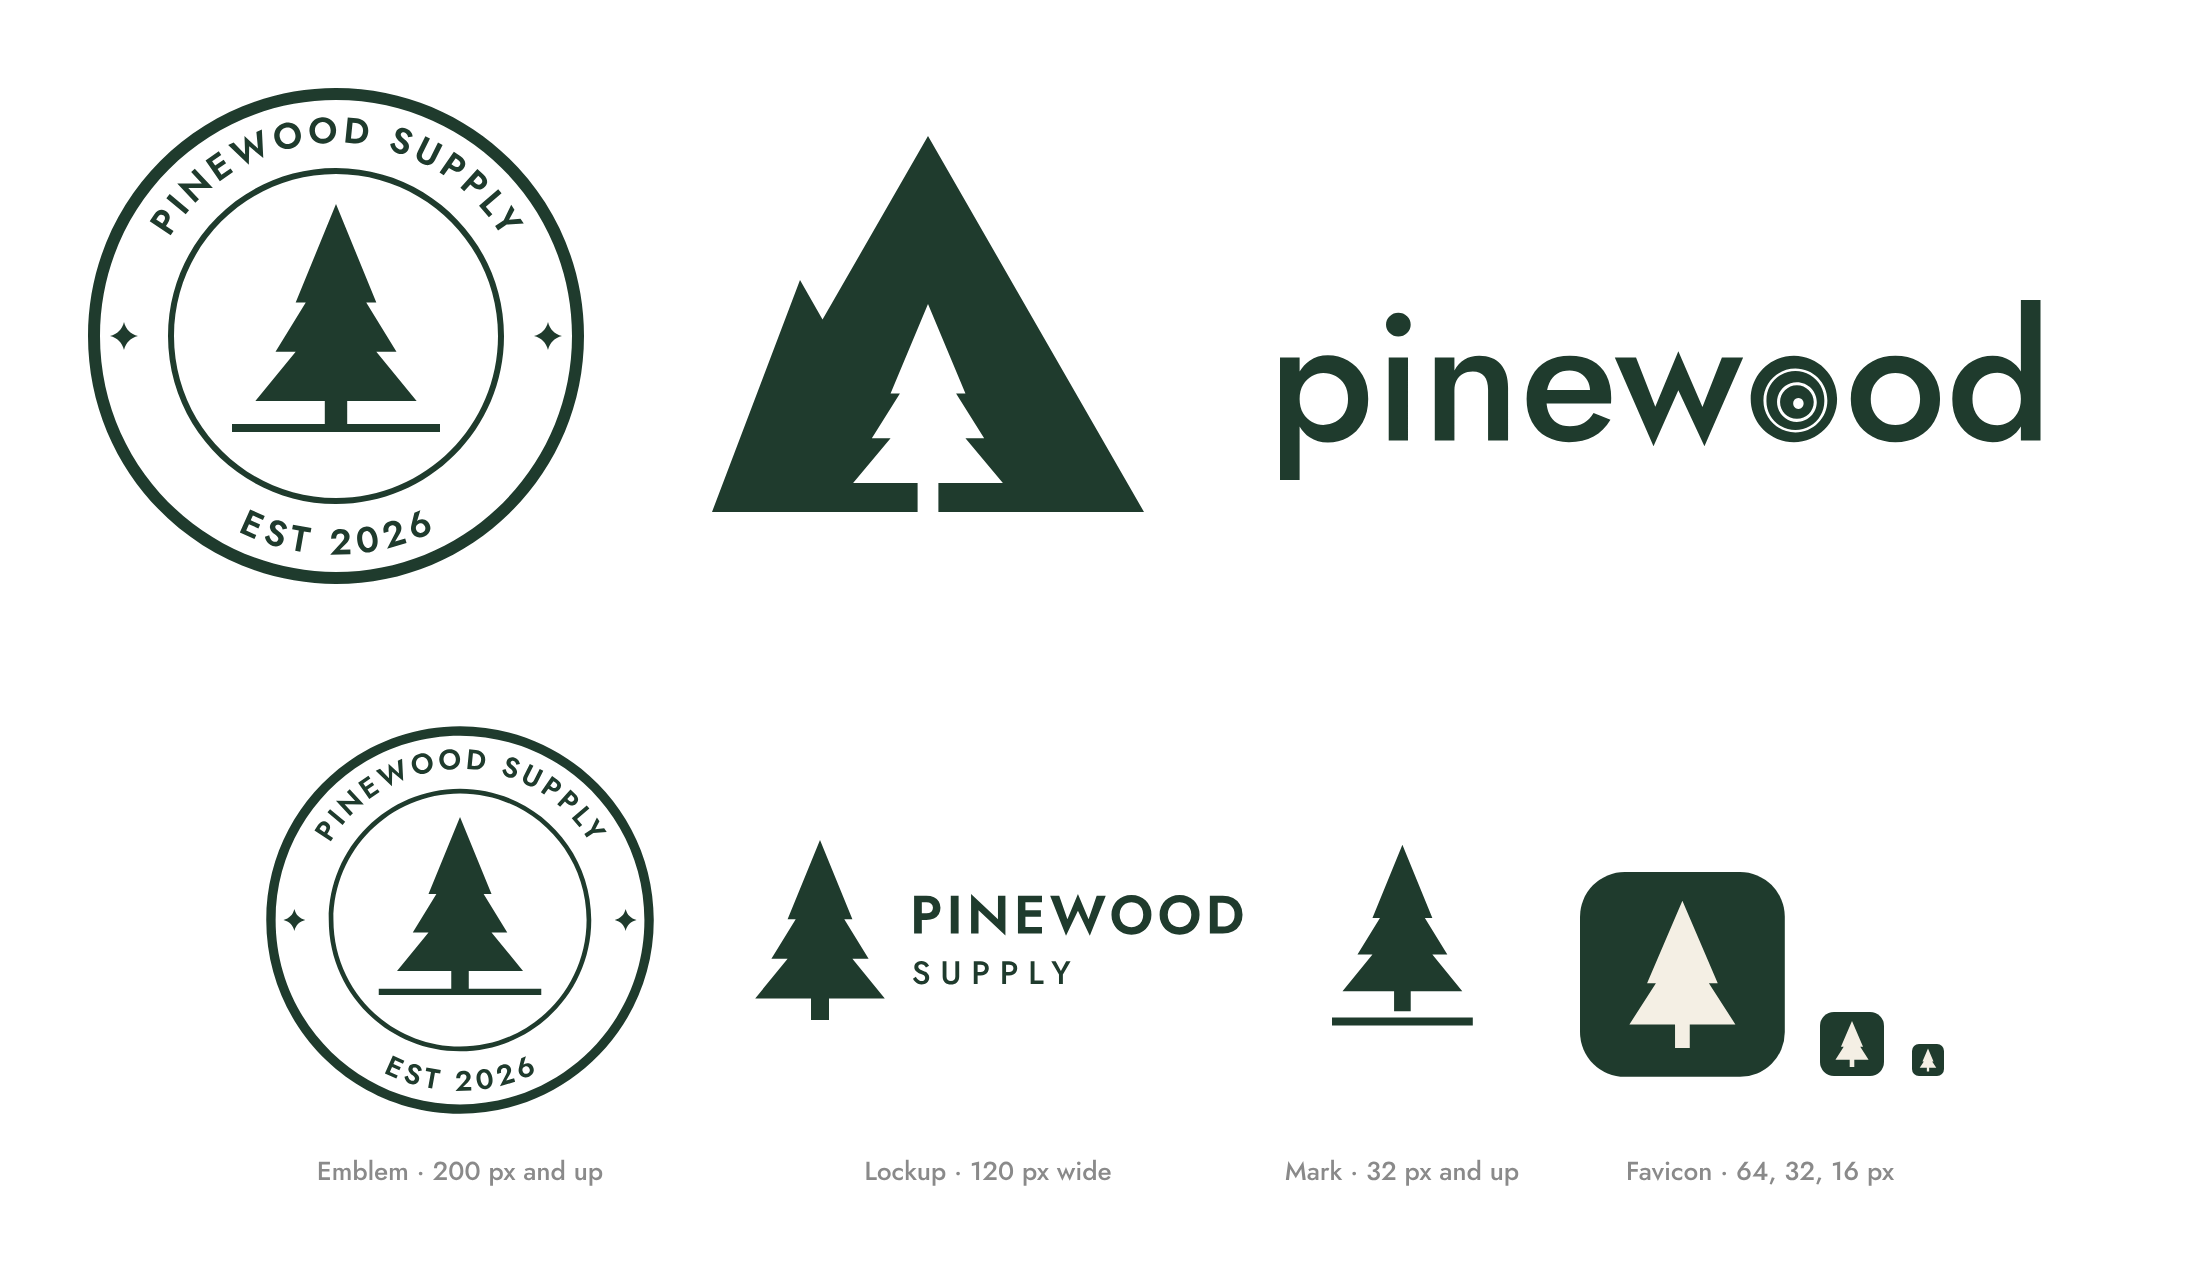 PINEWOOD SUPPLY
EST 2026
pinewood
PINEWOOD SUPPLY
EST 2026
PINEWOOD
SUPPLY
Emblem · 200 px and up
Lockup · 120 px wide
Mark · 32 px and up
Favicon · 64, 32, 16 px